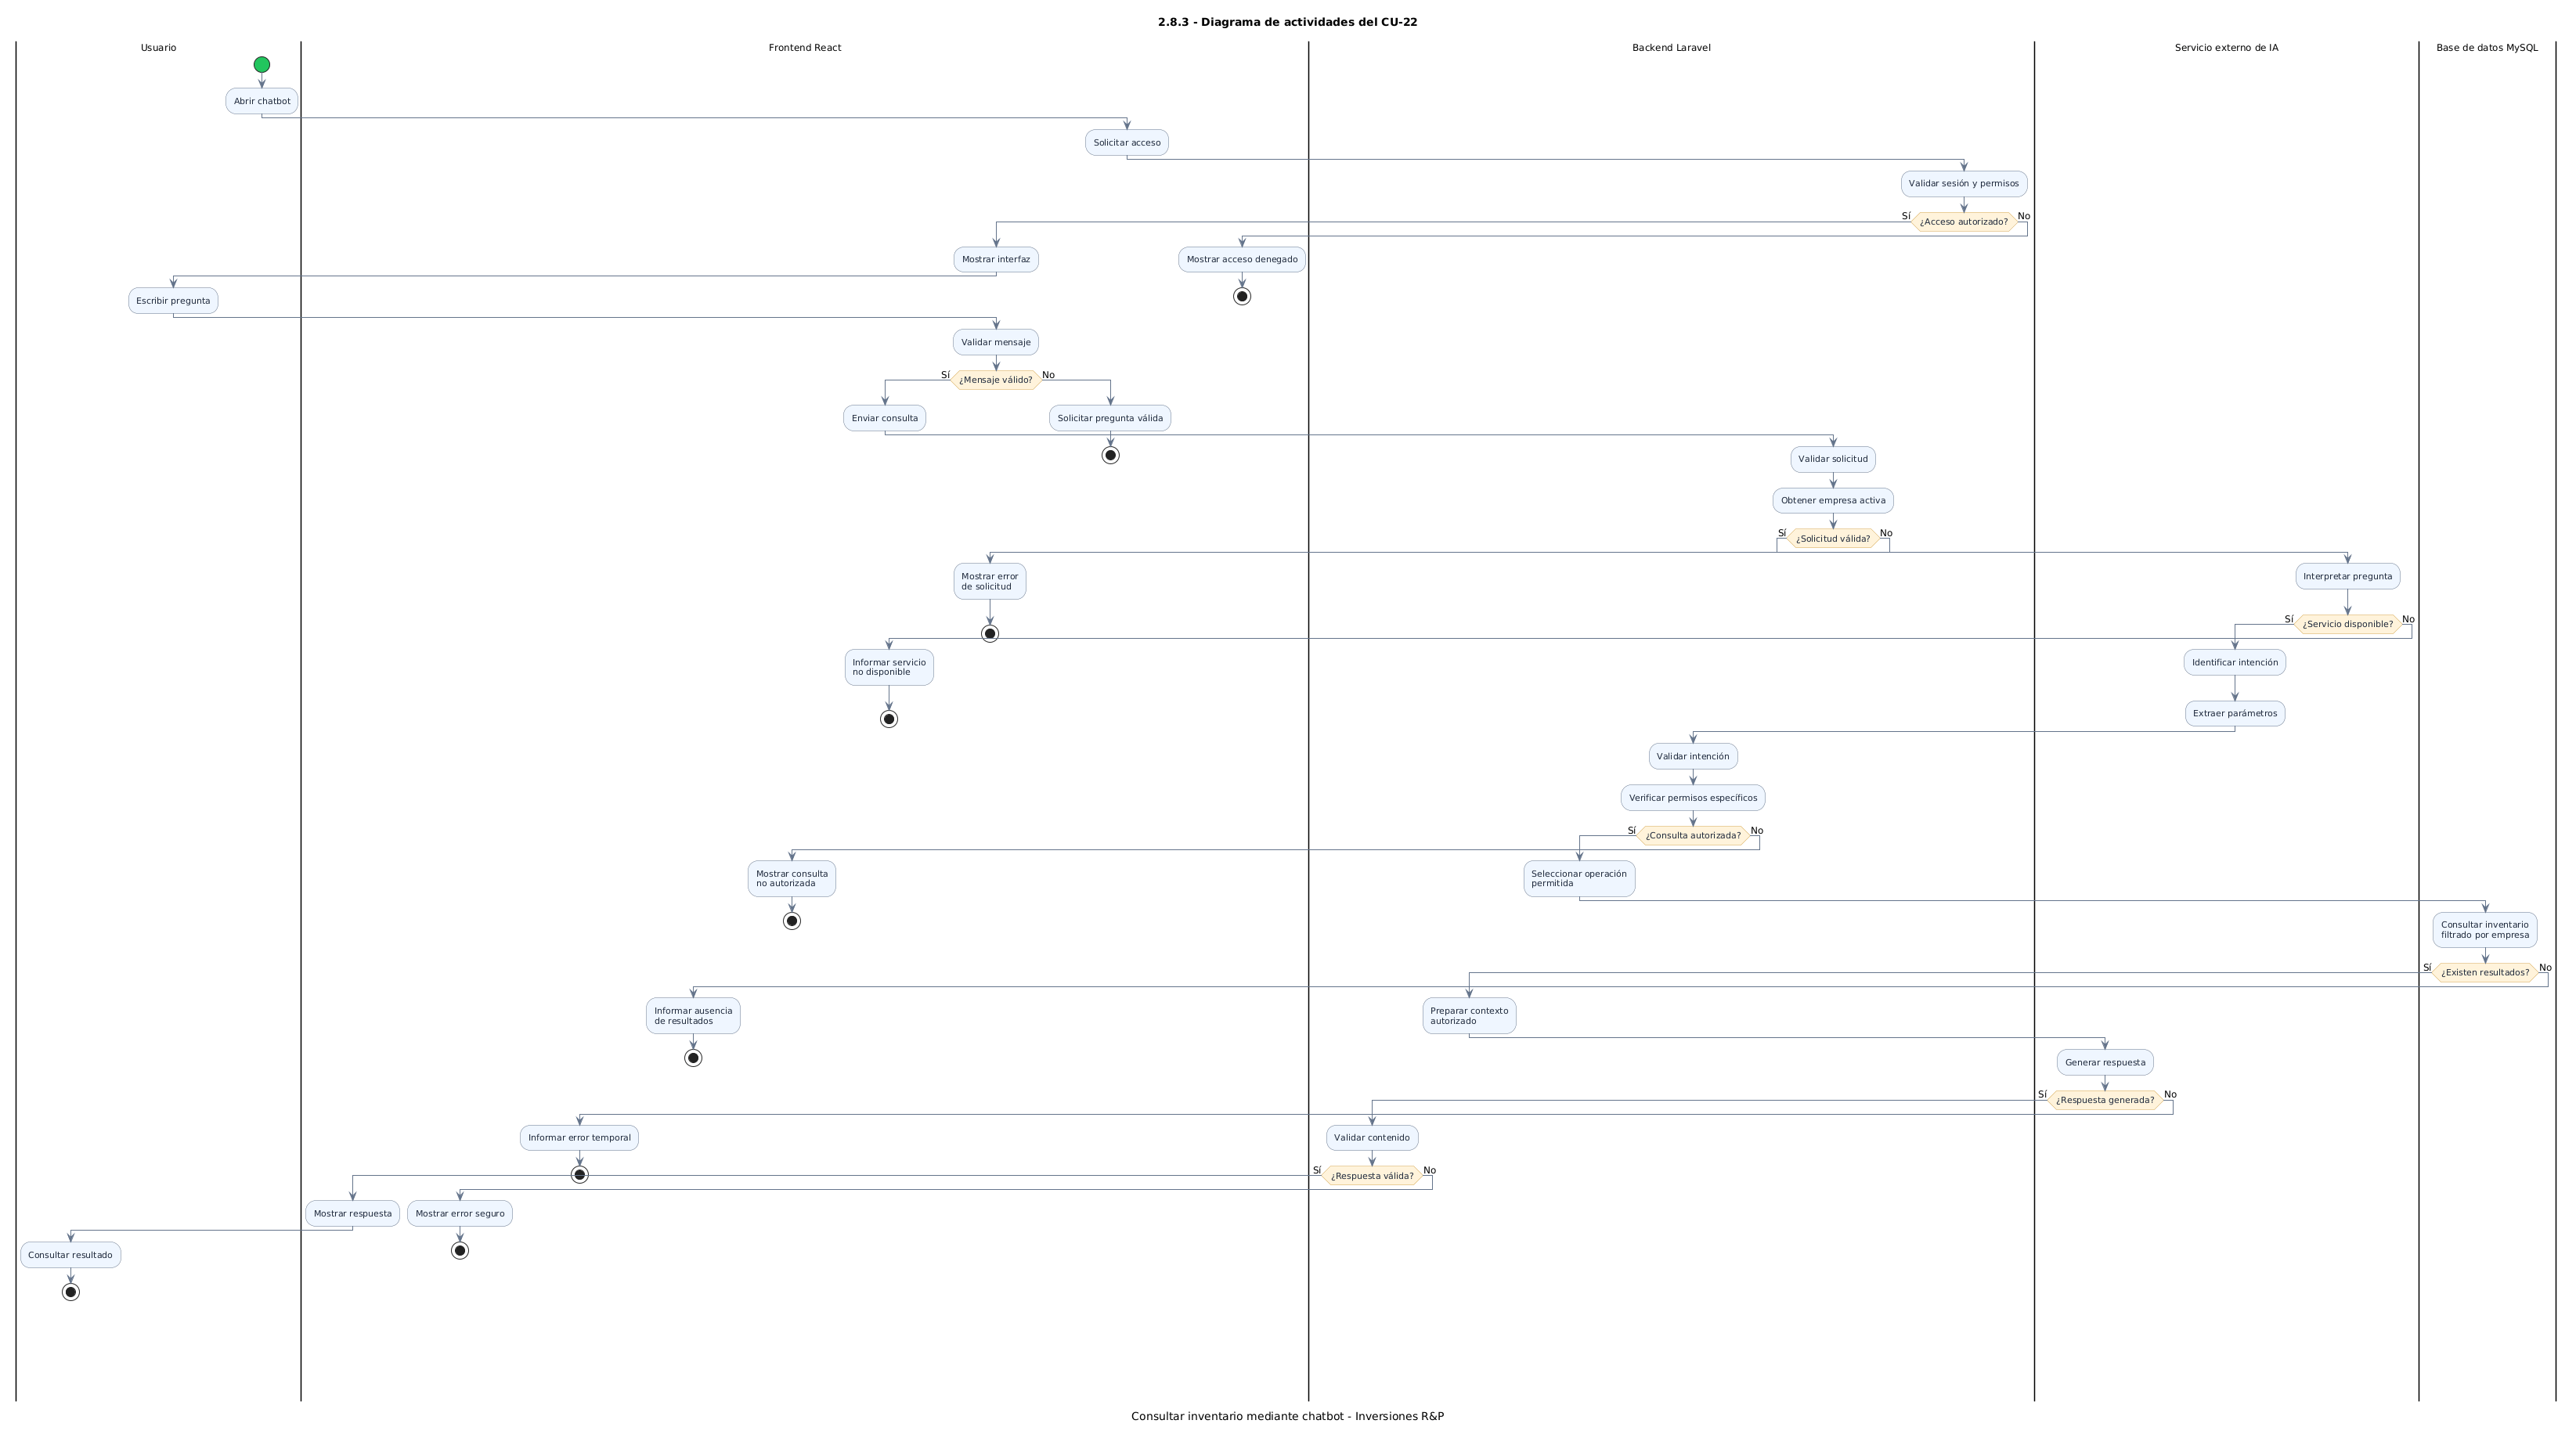 2.8.3 - Diagrama de actividades del CU-22
Usuario
Frontend React
Backend Laravel
Servicio externo de IA
Base de datos MySQL
Abrir chatbot
Solicitar acceso
Validar sesión y permisos
Sí
¿Acceso autorizado?
No
Mostrar interfaz
Mostrar acceso denegado
Escribir pregunta
Validar mensaje
Sí
¿Mensaje válido?
No
Enviar consulta
Solicitar pregunta válida
Validar solicitud
Obtener empresa activa
Sí
¿Solicitud válida?
No
Mostrar error
de solicitud
Interpretar pregunta
Sí
¿Servicio disponible?
No
Informar servicio
no disponible
Identificar intención
Extraer parámetros
Validar intención
Verificar permisos específicos
Sí
¿Consulta autorizada?
No
Mostrar consulta
no autorizada
Seleccionar operación
permitida
Consultar inventario
filtrado por empresa
Sí
¿Existen resultados?
No
Informar ausencia
de resultados
Preparar contexto
autorizado
Generar respuesta
Sí
¿Respuesta generada?
No
Informar error temporal
Validar contenido
Sí
¿Respuesta válida?
No
Mostrar respuesta
Mostrar error seguro
Consultar resultado
Consultar inventario mediante chatbot - Inversiones R&P